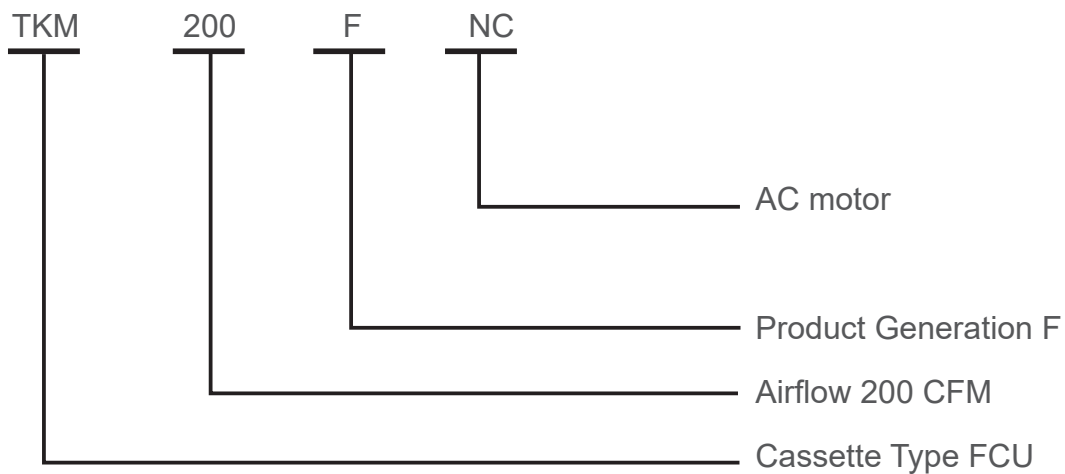 TKM 200 F NC
AC motor
Product Generation F
Airflow 200 CFM
Cassette Type FCU